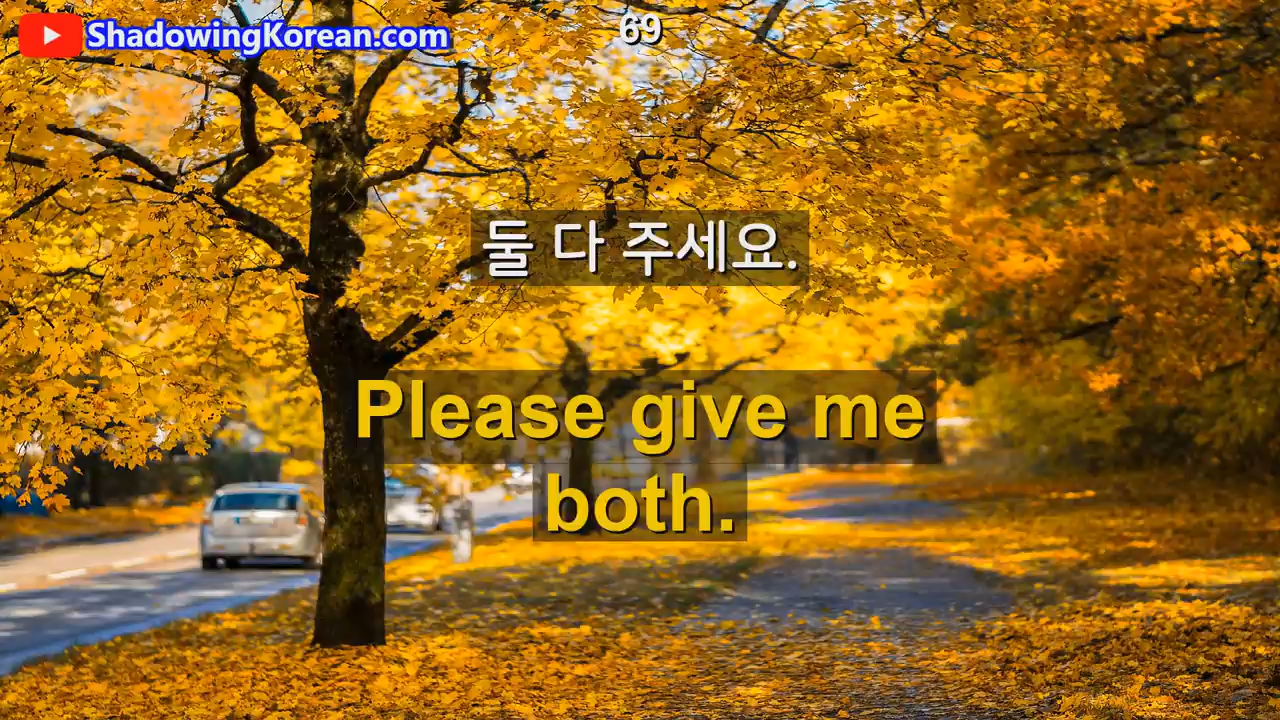 ShadowingKorean.com
69
둘 다 주세요.
Please give me
both.